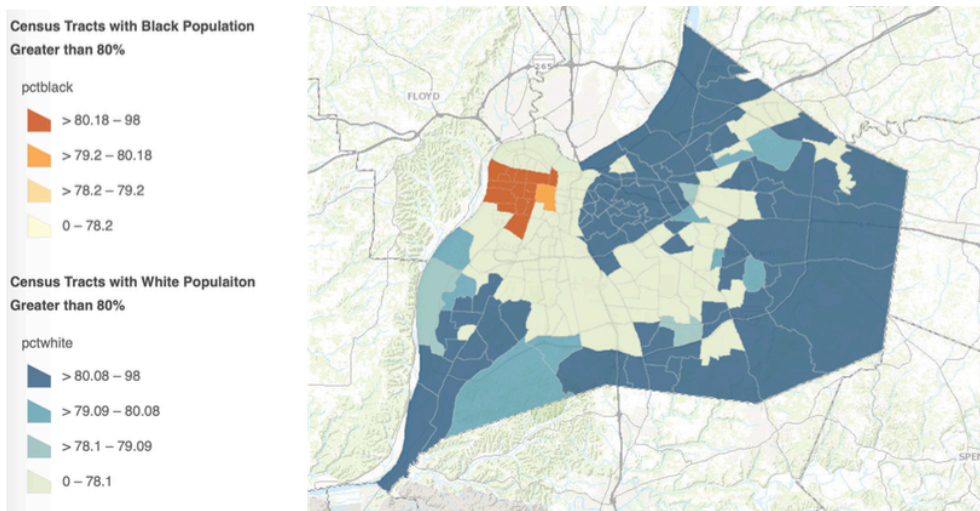 Census Tracts with Black Population
Greater than 80%
pctblack
> 80.18 – 98
> 79.2 – 80.18
> 78.2 – 79.2
0 – 78.2
Census Tracts with White Populaiton
Greater than 80%
pctwhite
> 80.08 – 98
> 79.09 – 80.08
> 78.1 – 79.09
0 – 78.1
265
FLOYD
SPEN